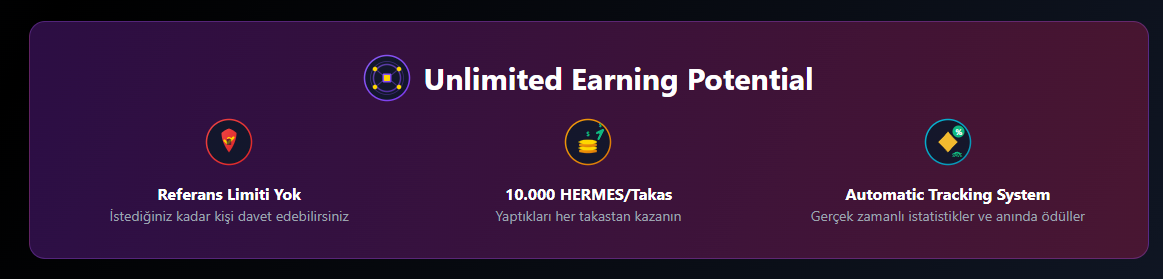 Unlimited Earning Potential
Referans Limiti Yok
İstediğiniz kadar kişi davet edebilirsiniz
10.000 HERMES/Takas
Yaptıkları her takastan kazanın
Automatic Tracking System
Gerçek zamanlı istatistikler ve anında ödüller